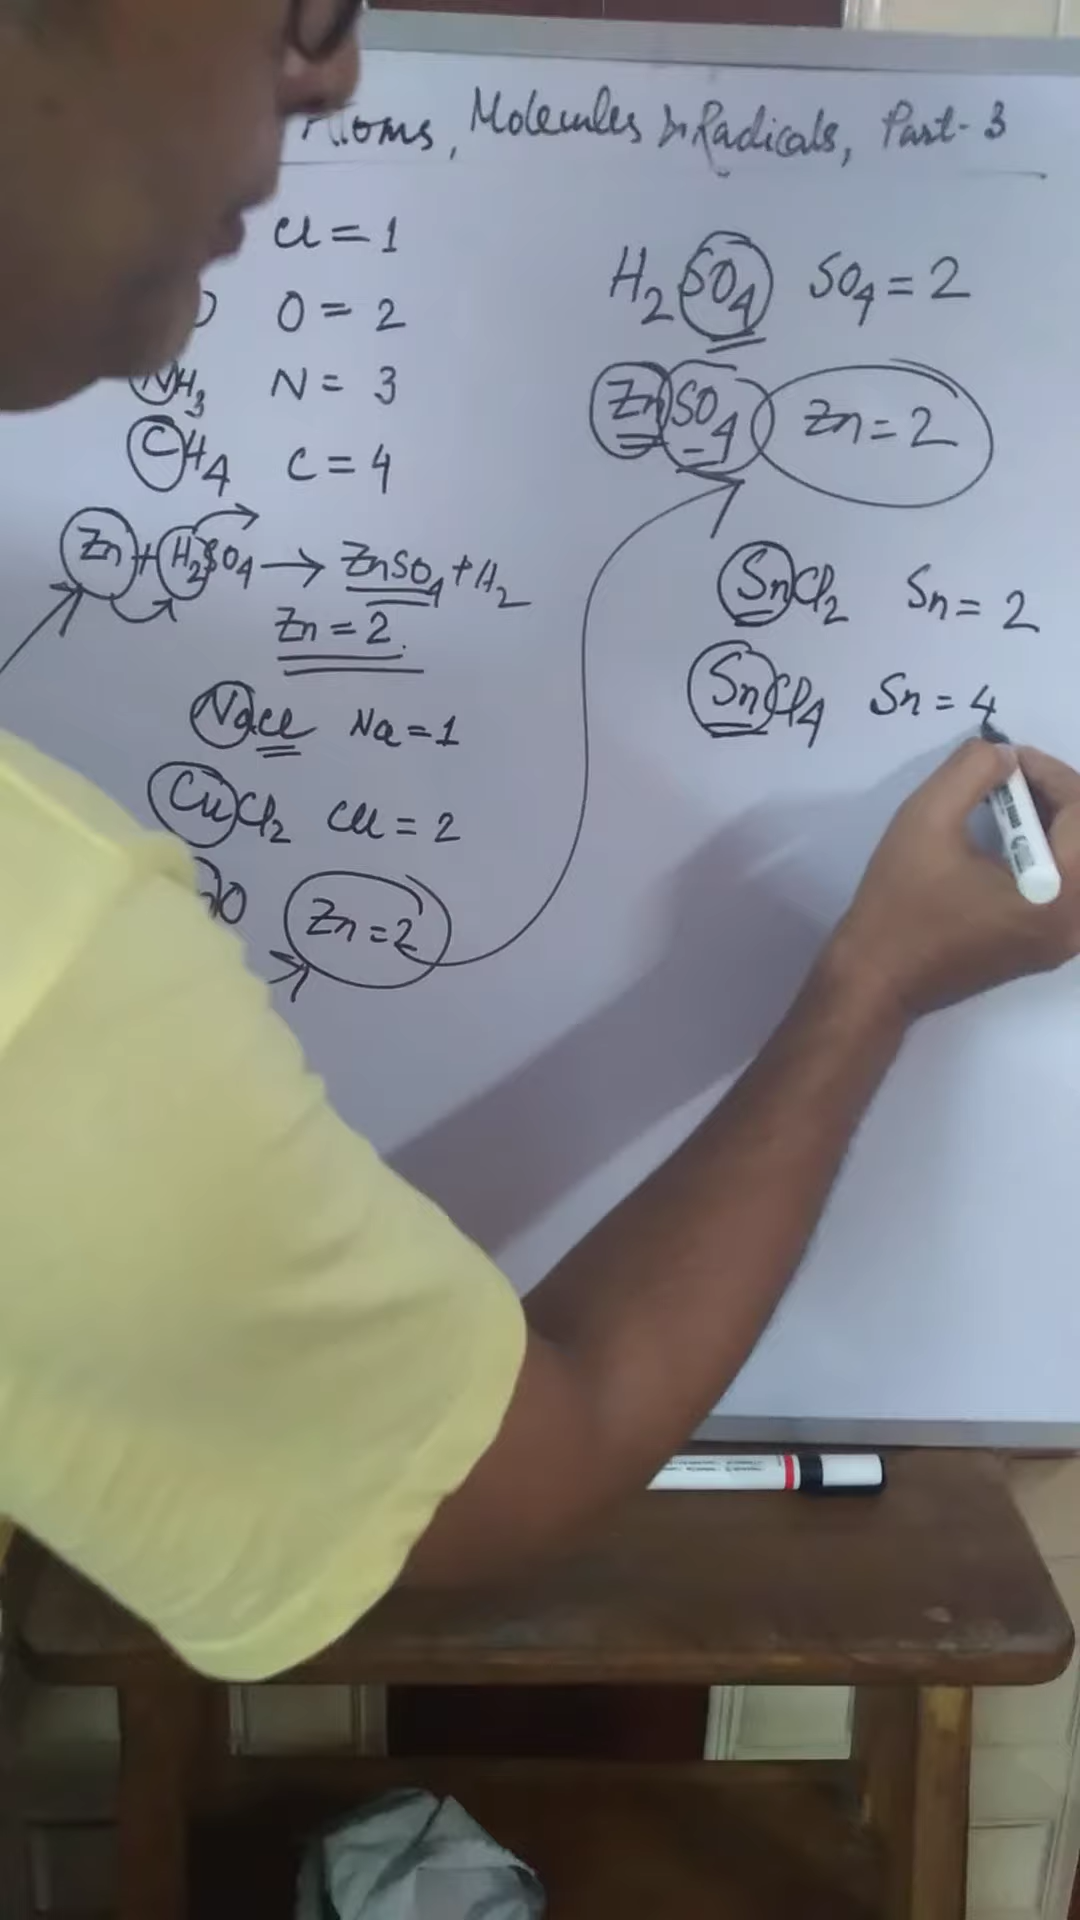 Atoms, Molecules & Radicals, Part-3
Cl = 1
O = 2
NH3 N = 3
CH4 C = 4
Zn + H2SO4 → ZnSO4 + H2
Zn = 2.
NaCl Na = 1
CuCl2 Cu = 2
O Zn = 2
H2SO4 SO4 = 2
ZnSO4 Zn = 2
SnCl2 Sn = 2
SnCl4 Sn = 4